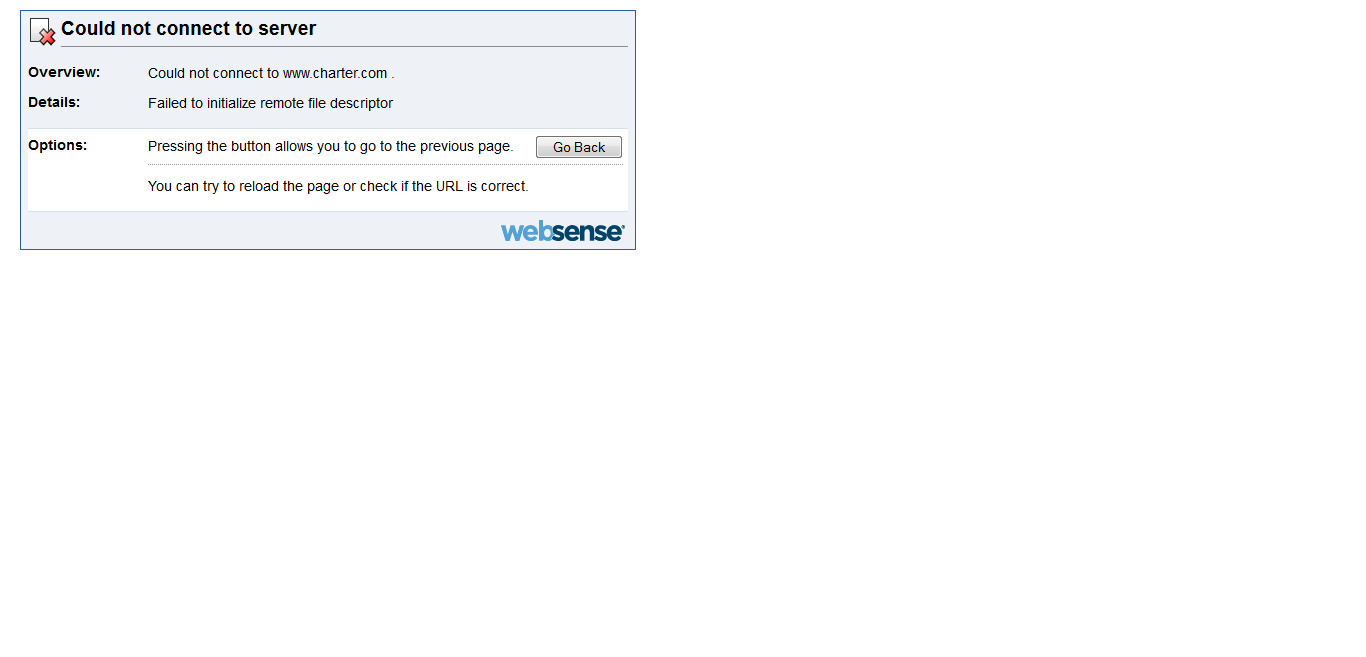 Could not connect to server
Overview: Could not connect to www.charter.com .
Details: Failed to initialize remote file descriptor
Options: Pressing the button allows you to go to the previous page. Go Back
You can try to reload the page or check if the URL is correct.
websense